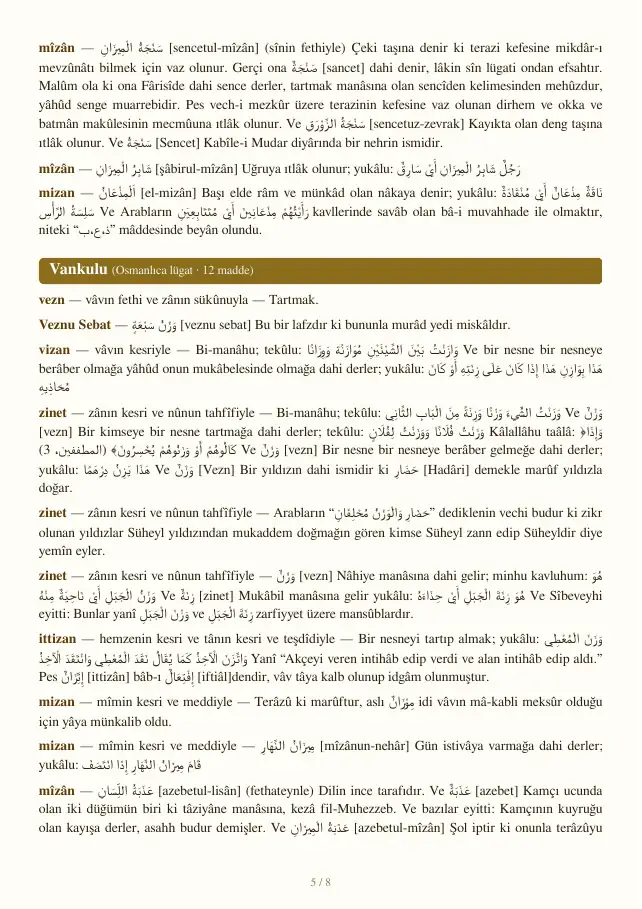 mîzân — سَنْجَةُ الْمِيزَانِ [sencetul-mîzân] (sînin fethiyle) Çeki taşına denir ki terazi kefesine mikdâr-ı
mevzûnâtı bilmek için vaz olunur. Gerçi ona صَنْجَةٌ [sancet] dahi denir, lâkin sîn lügati ondan efsahtır.
Malûm ola ki ona Fârisîde dahi sence derler, tartmak manâsına olan sencîden kelimesinden mehûzdur,
yâhûd senge muarrebidir. Pes vech-i mezkûr üzere terazinin kefesine vaz olunan dirhem ve okka ve
batmân makûlesinin mecmûuna ıtlâk olunur. Ve سَنْجَةُ الزَّوْرَقِ [sencetuz-zevrak] Kayıkta olan deng taşına
ıtlâk olunur. Ve سَنْجَةُ [Sencet] Kabîle-i Mudar diyârında bir nehrin ismidir.
mîzân — شَابِرُ الْمِيزَانِ [şâbirul-mîzân] Uğruya ıtlâk olunur; yukâlu: رَجُلٌ شَابِرُ الْمِيزَانِ أَيْ سَارِقٌ
mizan — اَلْمِذْعَانُ [el-mizân] Başı elde râm ve münkâd olan nâkaya denir; yukâlu: نَاقَةٌ مِذْعَانٌ أَيْ مُنْقَادَةٌ
سَلِسَةُ الرَّأْسِ Ve Arabların رَأَيْتُهُمْ مِذْعَانِينَ أَيْ مُتَتَابِعِينَ kavllerinde savâb olan bâ-i muvahhade ile olmaktır,
niteki “ذ،ع،ب” mâddesinde beyân olundu.
Vankulu (Osmanlıca lügat · 12 madde)
vezn — vâvın fethi ve zânın sükûnuyla — Tartmak.
Veznu Sebat — وَزْنُ سَبْعَةٍ [veznu sebat] Bu bir lafzdır ki bununla murâd yedi miskâldır.
vizan — vâvın kesriyle — Bi-manâhu; tekûlu: وَازَنْتُ بَيْنَ الشَّيْئَيْنِ مُوَازَنَةً وَوِزَانًا Ve bir nesne bir nesneye
berâber olmağa yâhûd onun mukâbelesinde olmağa dahi derler; yukâlu: هَذَا يُوَازِنُ هَذَا إِذَا كَانَ عَلَى زِنَتِهِ أَوْ كَانَ
مُحَاذِيهِ
zinet — zânın kesri ve nûnun tahfîfiyle — Bi-manâhu; tekûlu: وَزَنْتُ الشَّيْءَ وَزْنًا وَزِنَةً مِنَ الْبَابِ الثَّانِي Ve وَزْنٌ
[vezn] Bir kimseye bir nesne tartmağa dahi derler; tekûlu: وَزَنْتُ فُلَانًا وَوَزَنْتُ لِفُلَانٍ Kâlallâhu taâlâ: ﴿وَإِذَا
كَالُوهُمْ أَوْ وَزَنُوهُمْ يُخْسِرُونَ﴾ (المطففين، 3) Ve وَزْنٌ [vezn] Bir nesne bir nesneye berâber gelmeğe dahi derler;
yukâlu: هَذَا يَزِنُ دِرْهَمًا Ve وَزْنٌ [Vezn] Bir yıldızın dahi ismidir ki حَضَارِ [Hadâri] demekle marûf yıldızla
doğar.
zinet — zânın kesri ve nûnun tahfîfiyle — Arabların “حَضَارِ وَالْوَزْنُ مُحْلِفَانِ” dediklenin vechi budur ki zikr
olunan yıldızlar Süheyl yıldızından mukaddem doğmağın gören kimse Süheyl zann edip Süheyldir diye
yemîn eyler.
zinet — zânın kesri ve nûnun tahfîfiyle — وَزْنٌ [vezn] Nâhiye manâsına dahi gelir; minhu kavluhum: هُوَ
وَزْنُ الْجَبَلِ أَيْ نَاحِيَةً مِنْهُ Ve زِنَةٌ [zinet] Mukâbil manâsına gelir yukâlu: هُوَ زِنَةَ الْجَبَلِ أَيْ حِذَاءَهُ Ve Sîbeveyhi
eyitti: Bunlar yanî وَزْنَ الْجَبَلِ ve زِنَةَ الْجَبَلِ zarfiyyet üzere mansûblardır.
ittizan — hemzenin kesri ve tânın kesri ve teşdîdiyle — Bir nesneyi tartıp almak; yukâlu: وَزَنَ الْمُعْطِي
وَاتَّزَنَ الْآخِذُ كَمَا يُقَالُ نَقَدَ الْمُعْطِي وَانْتَقَدَ الْآخِذُ Yanî “Akçeyi veren intihâb edip verdi ve alan intihâb edip aldı.”
Pes اِتِّزَانٌ [ittizân] bâb-ı اِفْتِعَالٌ [iftiâl]dendir, vâv tâya kalb olunup idgâm olunmuştur.
mizan — mîmin kesri ve meddiyle — Terâzû ki marûftur, aslı مِوْزَانٌ idi vâvın mâ-kabli meksûr olduğu
için yâya münkalib oldu.
mizan — mîmin kesri ve meddiyle — مِيزَانُ النَّهَارِ [mîzânun-nehâr] Gün istivâya varmağa dahi derler;
yukâlu: قَامَ مِيزَانُ النَّهَارِ إِذَا انْتَصَفَ
mîzân — عَذَبَةُ اللِّسَانِ [azebetul-lisân] (fethateynle) Dilin ince tarafıdır. Ve عَذَبَةٌ [azebet] Kamçı ucunda
olan iki düğümün biri ki tâziyâne manâsına, kezâ fil-Muhezzeb. Ve bazılar eyitti: Kamçının kuyruğu
olan kayışa derler, asahh budur demişler. Ve عَذَبَةُ الْمِيزَانِ [azebetul-mîzân] Şol iptir ki onunla terâzûyu
5 / 8